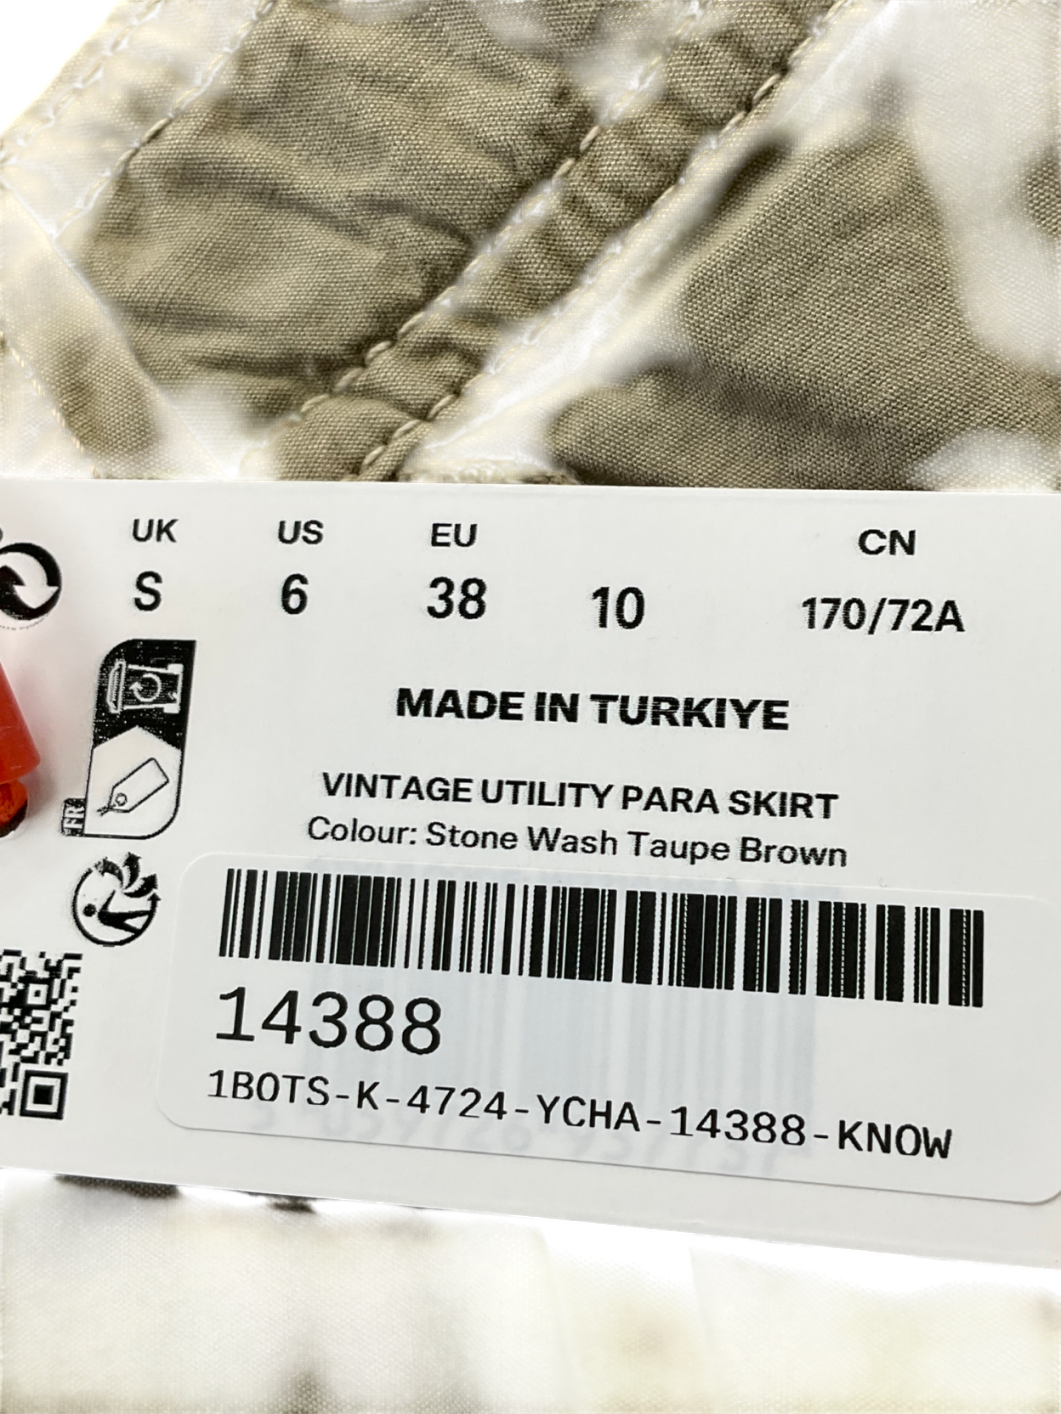 UK US EU CN
S 6 38 10 170/72A
MADE IN TURKIYE
FR
VINTAGE UTILITY PARA SKIRT
Colour: Stone Wash Taupe Brown
14388
1BOTS-K-4724-YCHA-14388-KNOW